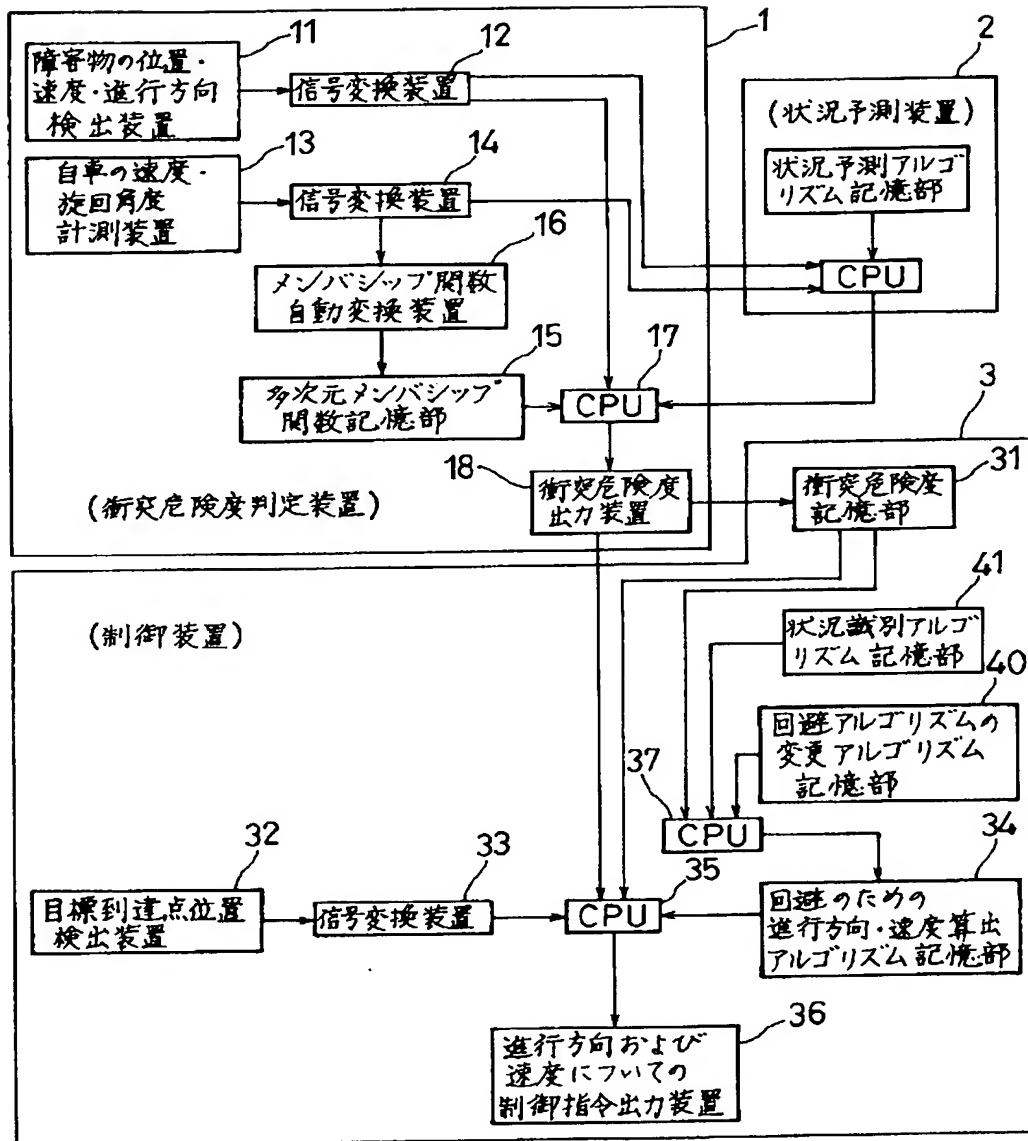 1
11
障害物の位置・
速度・進行方向
検出装置
12
信号変換装置
13
自車の速度・
旋回角度
計測装置
14
信号変換装置
16
メンバシップ関数
自動変換装置
15
多次元メンバシップ
関数記憶部
17
CPU
18
衝突危険度
出力装置
(衝突危険度判定装置)
2
(状況予測装置)
状況予測アルゴ
リズム記憶部
CPU
3
31
衝突危険度
記憶部
(制御装置)
41
状況識別アルゴ
リズム記憶部
40
回避アルゴリズムの
変更アルゴリズム
記憶部
37
CPU
34
回避のための
進行方向・速度算出
アルゴリズム記憶部
32
目標到達点位置
検出装置
33
信号変換装置
35
CPU
36
進行方向および
速度についての
制御指令出力装置